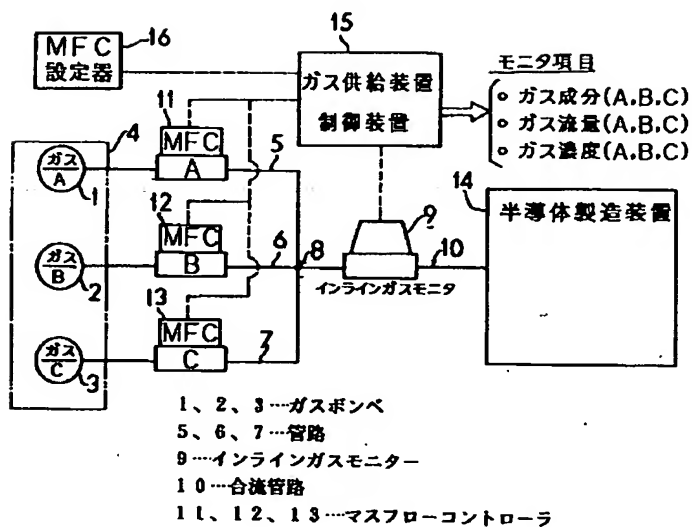 MFC
設定器
16
15
ガス供給装置
制御装置
モニタ項目
○ ガス成分(A.B.C)
○ ガス流量(A.B.C)
○ ガス濃度(A.B.C)
4
11
MFC
A
5
ガス
A
1
12
MFC
B
6
8
ガス
B
2
13
MFC
C
7
ガス
C
3
9
インラインガスモニタ
10
14
半導体製造装置
1、2、3…ガスボンベ
5、6、7…管路
9…インラインガスモニター
10…合流管路
11、12、13…マスフローコントローラ